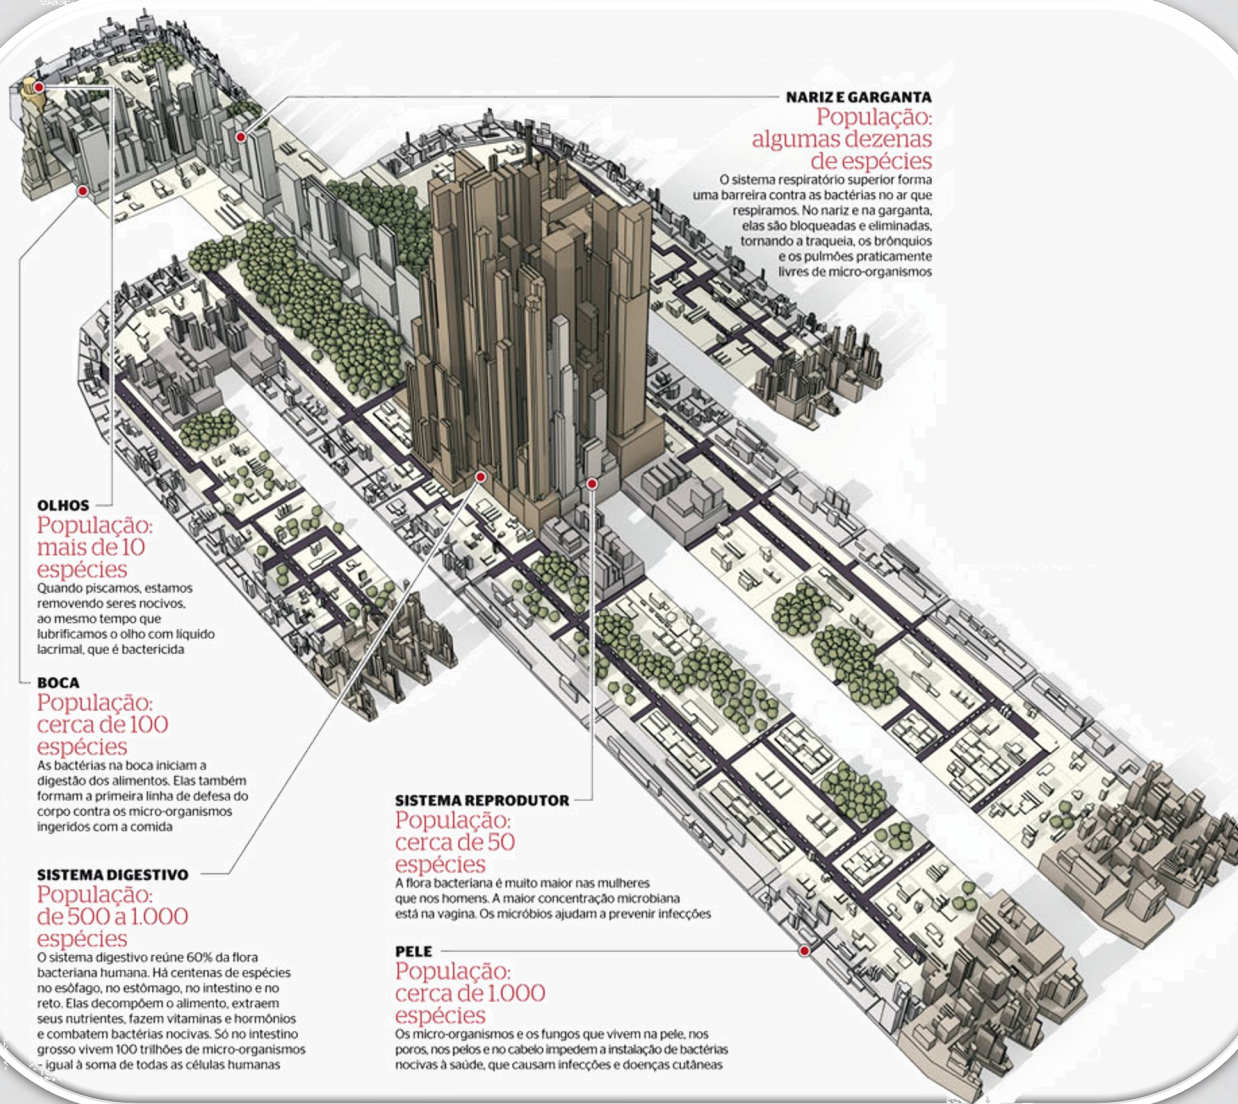 NARIZ E GARGANTA
População:
algumas dezenas
de espécies
O sistema respiratório superior forma
uma barreira contra as bactérias no ar que
respiramos. No nariz e na garganta,
elas são bloqueadas e eliminadas,
tornando a traqueia, os brônquios
e os pulmões praticamente
livres de micro-organismos
OLHOS
População:
mais de 10
espécies
Quando piscamos, estamos
removendo seres nocivos,
ao mesmo tempo que
lubrificamos o olho com líquido
lacrimal, que é bactericida
BOCA
População:
cerca de 100
espécies
As bactérias na boca iniciam a
digestão dos alimentos. Elas também
formam a primeira linha de defesa do
corpo contra os micro-organismos
ingeridos com a comida
SISTEMA DIGESTIVO
População:
de 500 a 1.000
espécies
O sistema digestivo reúne 60% da flora
bacteriana humana. Há centenas de espécies
no esôfago, no estômago, no intestino e no
reto. Elas decompõem o alimento, extraem
seus nutrientes, fazem vitaminas e hormônios
e combatem bactérias nocivas. Só no intestino
grosso vivem 100 trilhões de micro-organismos
- igual à soma de todas as células humanas
SISTEMA REPRODUTOR
População:
cerca de 50
espécies
A flora bacteriana é muito maior nas mulheres
que nos homens. A maior concentração microbiana
está na vagina. Os micróbios ajudam a prevenir infecções
PELE
População:
cerca de 1.000
espécies
Os micro-organismos e os fungos que vivem na pele, nos
poros, nos pelos e no cabelo impedem a instalação de bactérias
nocivas à saúde, que causam infecções e doenças cutâneas